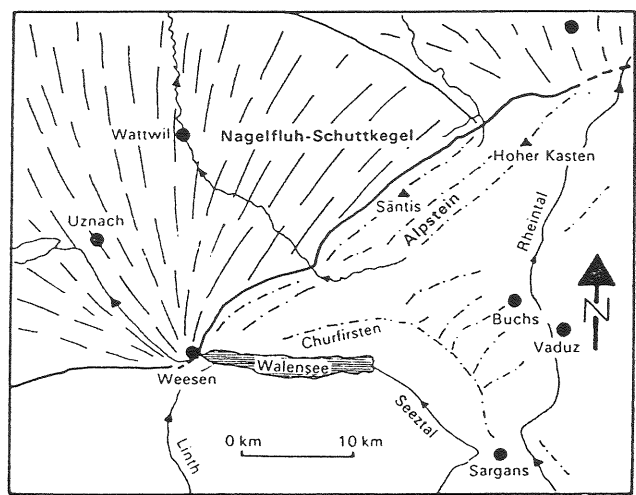 Wattwil
Nagelfluh-Schuttkegel
Hoher Kasten
Säntis
Alpstein
Uznach
Rheintal
N
Buchs
Churfirsten
Vaduz
Walensee
Weesen
Seeztal
Linth
0 km 10 km
Sargans